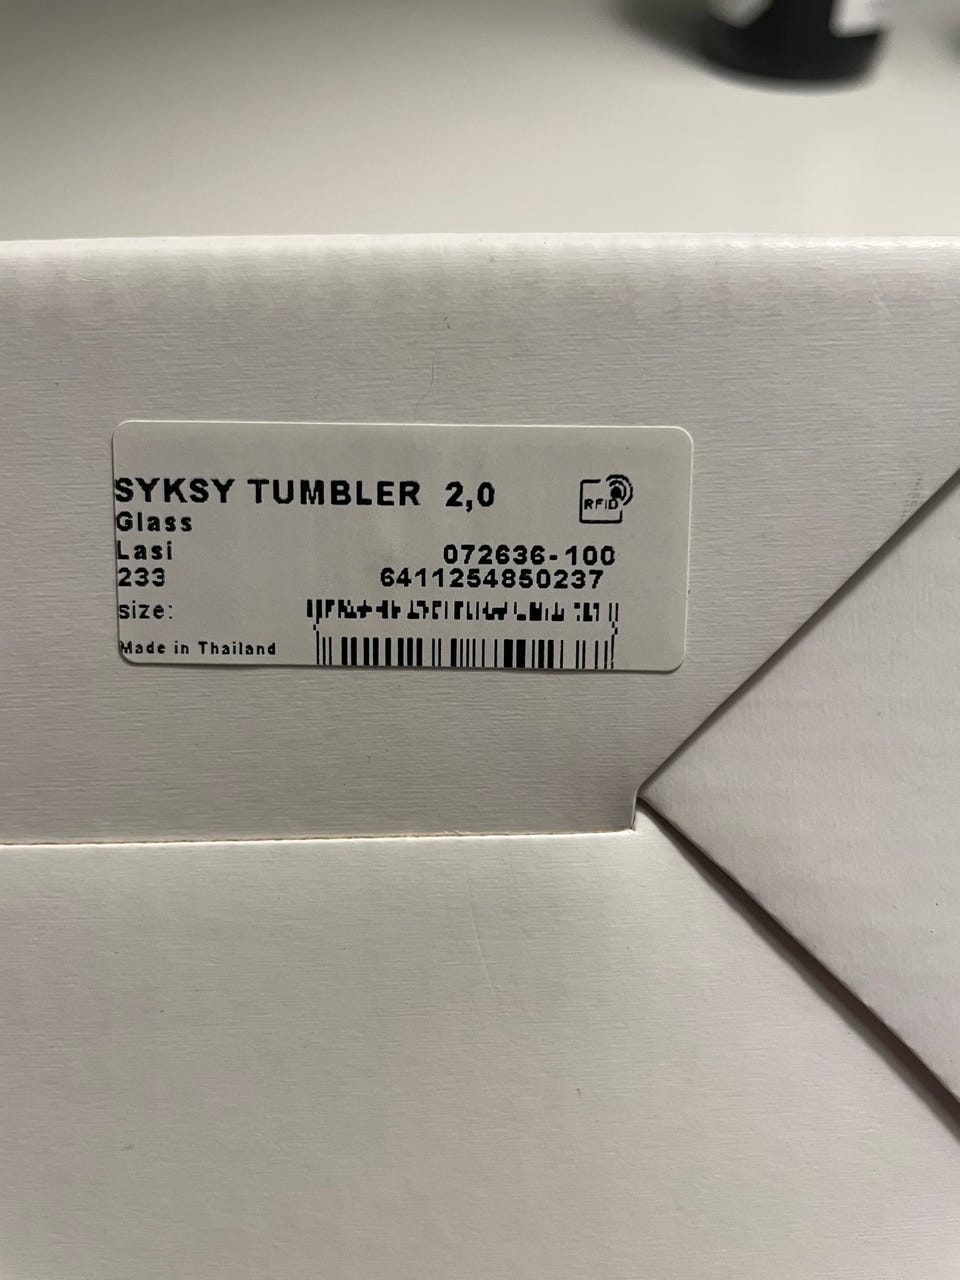 SYKSY TUMBLER 2,0
RFID
Glass
Lasi
072636-100
233
6411254850237
size:
Made in Thailand